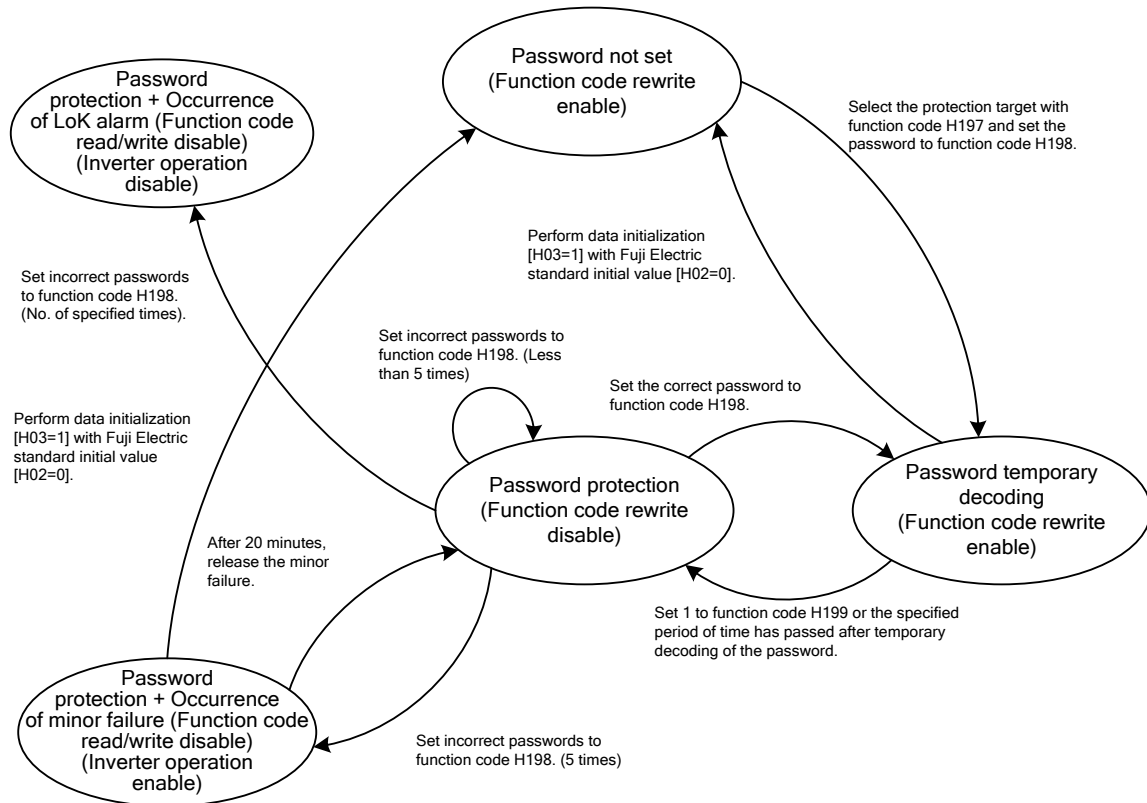 Password not set
(Function code rewrite
enable)
Password
protection + Occurrence
of LoK alarm (Function code
read/write disable)
(Inverter operation
disable)
Select the protection target with
function code H197 and set the
password to function code H198.
Perform data initialization
[H03=1] with Fuji Electric
standard initial value [H02=0].
Set incorrect passwords
to function code H198.
(No. of specified times).
Set incorrect passwords to
function code H198. (Less
than 5 times)
Set the correct password to
function code H198.
Perform data initialization
[H03=1] with Fuji Electric
standard initial value
[H02=0].
Password protection
(Function code rewrite
disable)
Password temporary
decoding
(Function code rewrite
enable)
After 20 minutes,
release the minor
failure.
Set 1 to function code H199 or the specified
period of time has passed after temporary
decoding of the password.
Password
protection + Occurrence
of minor failure (Function code
read/write disable)
(Inverter operation
enable)
Set incorrect passwords to
function code H198. (5 times)